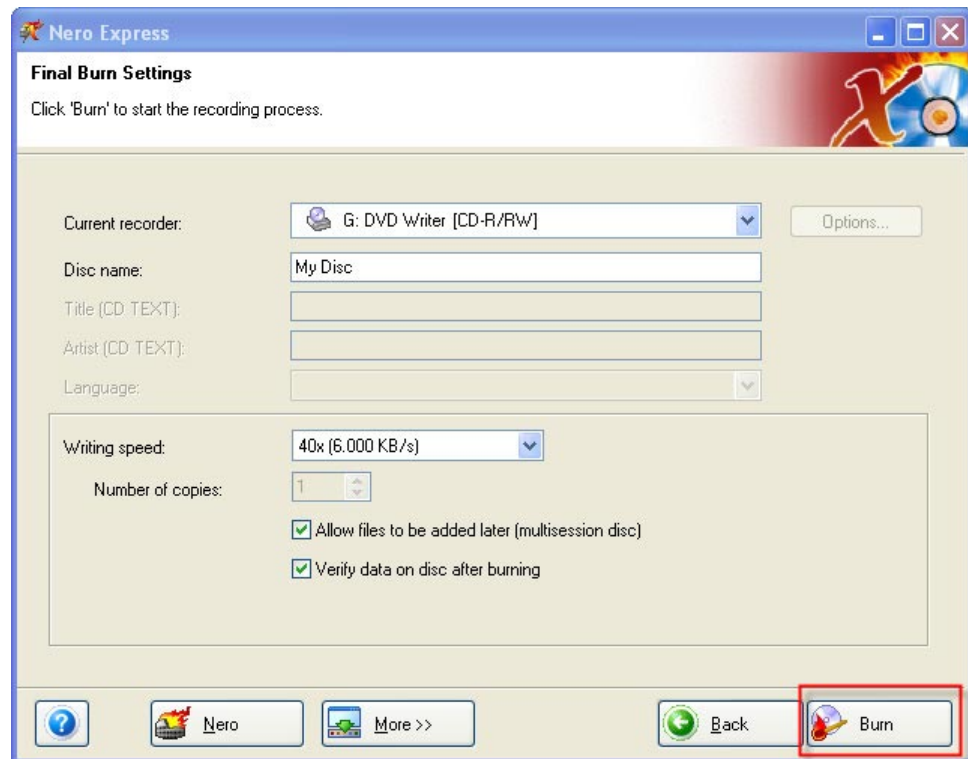 Nero Express
Final Burn Settings
Click 'Burn' to start the recording process.
Current recorder: G: DVD Writer [CD-R/RW] Options...
Disc name: My Disc
Title (CD TEXT):
Artist (CD TEXT):
Language:
Writing speed: 40x (6.000 KB/s)
Number of copies: 1
Allow files to be added later (multisession disc)
Verify data on disc after burning
? Nero More >> Back Burn